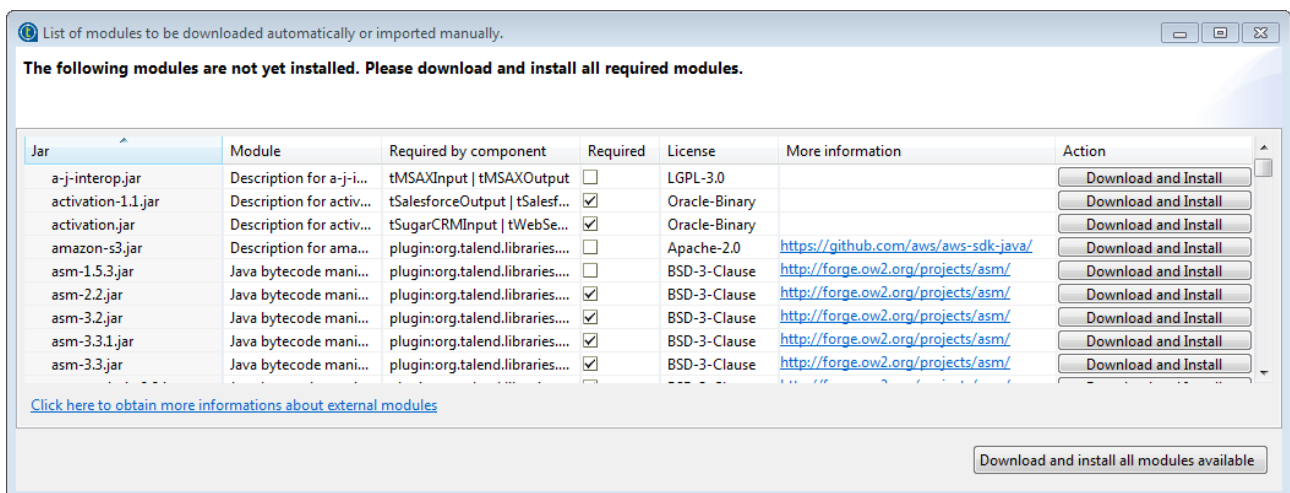 List of modules to be downloaded automatically or imported manually.
The following modules are not yet installed. Please download and install all required modules.
Jar Module Required by component Required License More information Action
a-j-interop.jar Description for a-j-i... tMSAXInput | tMSAXOutput LGPL-3.0 Download and Install
activation-1.1.jar Description for activ... tSalesforceOutput | tSalesf... Oracle-Binary Download and Install
activation.jar Description for activ... tSugarCRMInput | tWebSe... Oracle-Binary Download and Install
amazon-s3.jar Description for ama... plugin:org.talend.libraries.... Apache-2.0 https://github.com/aws/aws-sdk-java/ Download and Install
asm-1.5.3.jar Java bytecode mani... plugin:org.talend.libraries.... BSD-3-Clause http://forge.ow2.org/projects/asm/ Download and Install
asm-2.2.jar Java bytecode mani... plugin:org.talend.libraries.... BSD-3-Clause http://forge.ow2.org/projects/asm/ Download and Install
asm-3.2.jar Java bytecode mani... plugin:org.talend.libraries.... BSD-3-Clause http://forge.ow2.org/projects/asm/ Download and Install
asm-3.3.1.jar Java bytecode mani... plugin:org.talend.libraries.... BSD-3-Clause http://forge.ow2.org/projects/asm/ Download and Install
asm-3.3.jar Java bytecode mani... plugin:org.talend.libraries.... BSD-3-Clause http://forge.ow2.org/projects/asm/ Download and Install
Click here to obtain more informations about external modules
Download and install all modules available